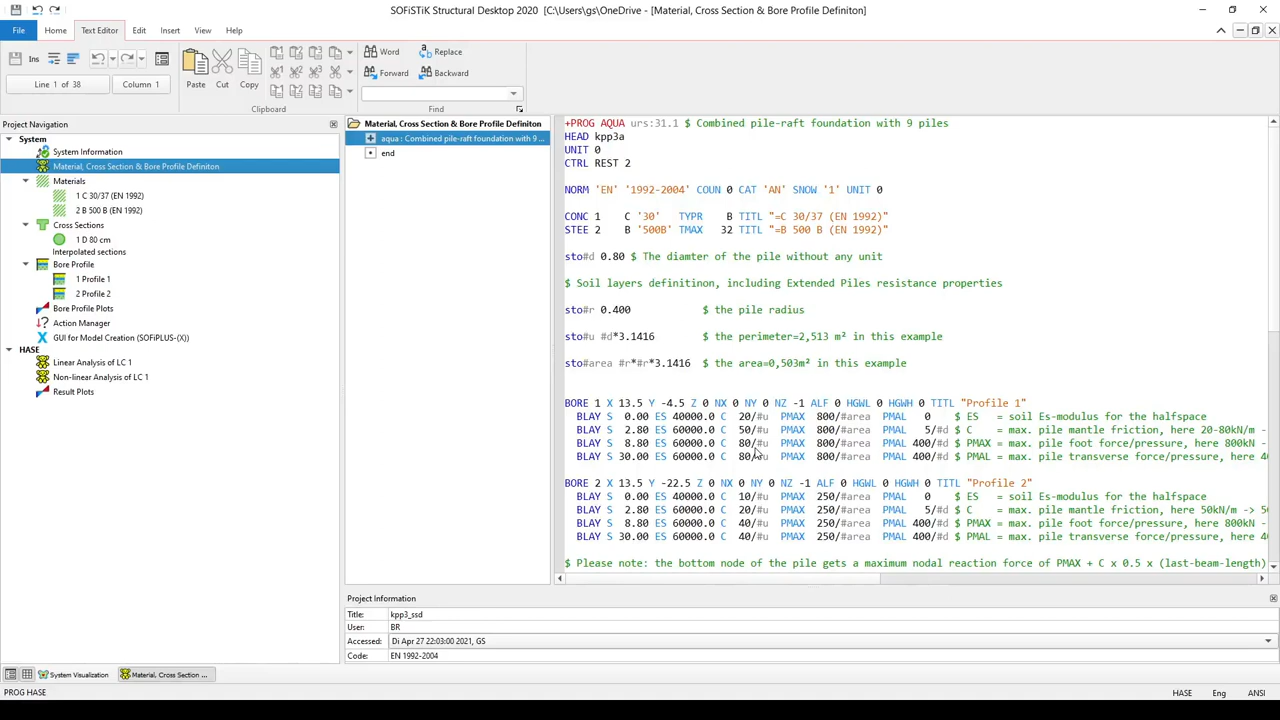 SOFiSTiK Structural Desktop 2020 [C:\Users\gs\OneDrive - [Material, Cross Section & Bore Profile Definiton]
File Home Text Editor Edit Insert View Help
Ins
Line 1 of 38 Column 1
Paste Cut Copy
Clipboard
Word Replace
Forward Backward
Find
Project Navigation
System
System Information
Material, Cross Section & Bore Profile Definiton
Materials
1 C 30/37 (EN 1992)
2 B 500 B (EN 1992)
Cross Sections
1 D 80 cm
Interpolated sections
Bore Profile
1 Profile 1
2 Profile 2
Bore Profile Plots
Action Manager
GUI for Model Creation (SOFiPLUS-(X))
HASE
Linear Analysis of LC 1
Non-linear Analysis of LC 1
Result Plots
Material, Cross Section & Bore Profile Definiton
aqua : Combined pile-raft foundation with 9 ...
end
+PROG AQUA urs:31.1 $ Combined pile-raft foundation with 9 piles
HEAD kpp3a
UNIT 0
CTRL REST 2
NORM 'EN' '1992-2004' COUN 0 CAT 'AN' SNOW '1' UNIT 0
CONC 1 C '30' TYPR B TITL "=C 30/37 (EN 1992)"
STEE 2 B '500B' TMAX 32 TITL "=B 500 B (EN 1992)"
sto#d 0.80 $ The diamter of the pile without any unit
$ Soil layers definitinon, including Extended Piles resistance properties
sto#r 0.400 $ the pile radius
sto#u #d*3.1416 $ the perimeter=2,513 m² in this example
sto#area #r*#r*3.1416 $ the area=0,503m² in this example
BORE 1 X 13.5 Y -4.5 Z 0 NX 0 NY 0 NZ -1 ALF 0 HGWL 0 HGWH 0 TITL "Profile 1"
BLAY S 0.00 ES 40000.0 C 20/#u PMAX 800/#area PMAL 0 $ ES = soil Es-modulus for the halfspace
BLAY S 2.80 ES 60000.0 C 50/#u PMAX 800/#area PMAL 5/#d $ C = max. pile mantle friction, here 20-80kN/m -
BLAY S 8.80 ES 60000.0 C 80/#u PMAX 800/#area PMAL 400/#d $ PMAX = max. pile foot force/pressure, here 800kN -
BLAY S 30.00 ES 60000.0 C 80/#u PMAX 800/#area PMAL 400/#d $ PMAL = max. pile transverse force/pressure, here 4
BORE 2 X 13.5 Y -22.5 Z 0 NX 0 NY 0 NZ -1 ALF 0 HGWL 0 HGWH 0 TITL "Profile 2"
BLAY S 0.00 ES 40000.0 C 10/#u PMAX 250/#area PMAL 0 $ ES = soil Es-modulus for the halfspace
BLAY S 2.80 ES 60000.0 C 20/#u PMAX 250/#area PMAL 5/#d $ C = max. pile mantle friction, here 50kN/m -> 5
BLAY S 8.80 ES 60000.0 C 40/#u PMAX 250/#area PMAL 400/#d $ PMAX = max. pile foot force/pressure, here 800kN -
BLAY S 30.00 ES 60000.0 C 40/#u PMAX 250/#area PMAL 400/#d $ PMAL = max. pile transverse force/pressure, here 4
$ Please note: the bottom node of the pile gets a maximum nodal reaction force of PMAX + C x 0.5 x (last-beam-length)
Project Information
Title: kpp3_ssd
User: BR
Accessed: Di Apr 27 22:03:00 2021, GS
Code: EN 1992-2004
System Visualization Material, Cross Section ...
PROG HASE HASE Eng ANSI